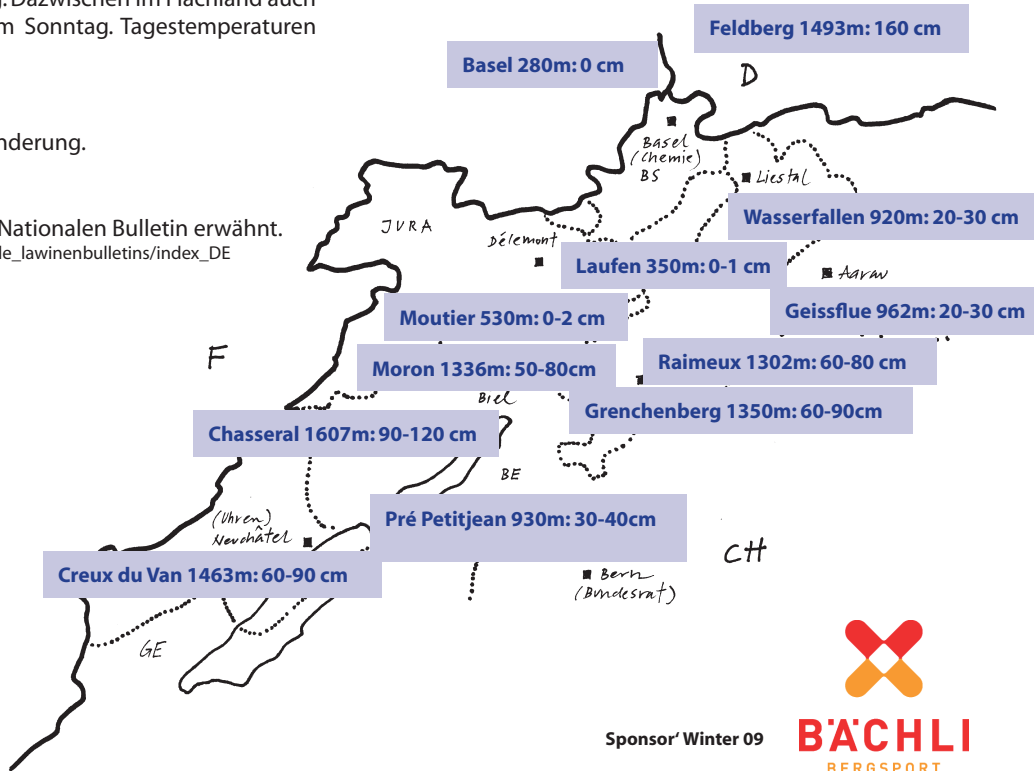 g. Dazwischen im Flachland auch
m Sonntag. Tagestemperaturen
nderung.
Nationalen Bulletin erwähnt.
le_lawinenbulletins/index_DE
Feldberg 1493m: 160 cm
Basel 280m: 0 cm
D
Basel
(Chemie)
BS
Liestal
Wasserfallen 920m: 20-30 cm
JURA
Délemont
Laufen 350m: 0-1 cm
Aarau
Geissflue 962m: 20-30 cm
Moutier 530m: 0-2 cm
F
Raimeux 1302m: 60-80 cm
Moron 1336m: 50-80cm
Biel
Grenchenberg 1350m: 60-90cm
Chasseral 1607m: 90-120 cm
BE
Pré Petitjean 930m: 30-40cm
(Uhren)
Neuchâtel
CH
Creux du Van 1463m: 60-90 cm
Bern
(Bundesrat)
GE
Sponsor‘ Winter 09
BÄCHLI
BERGSPORT